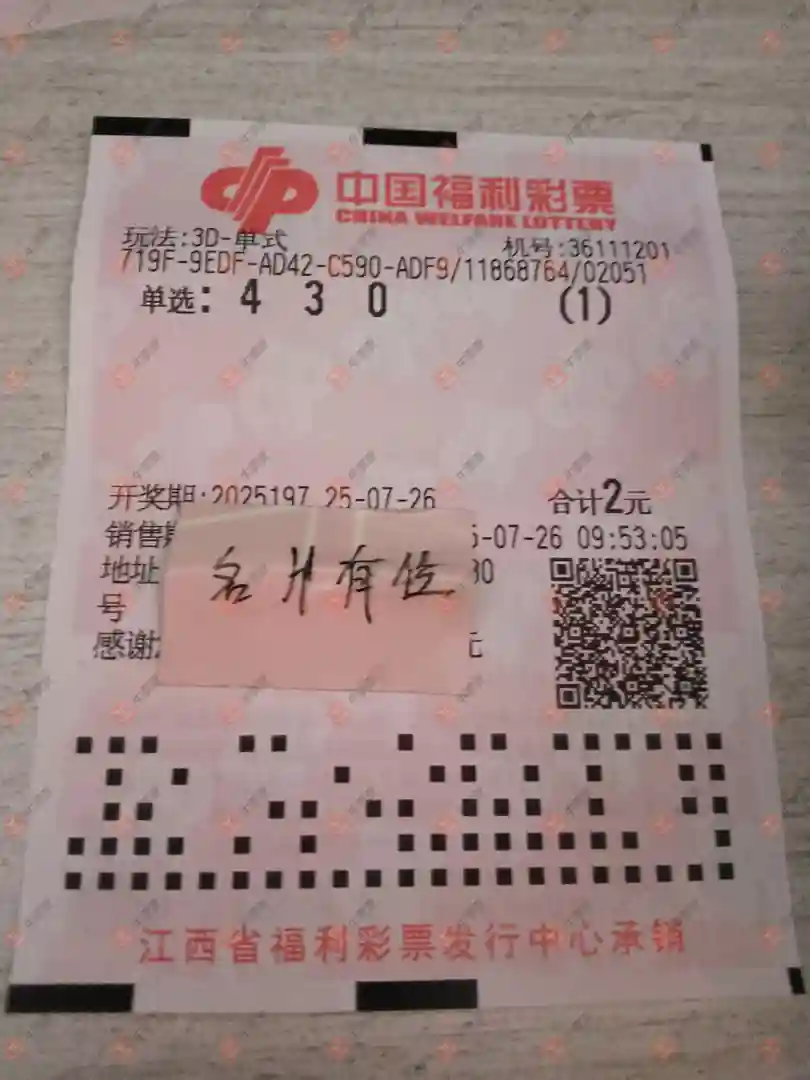 中国福利彩票
CHINA WELFARE LOTTERY
玩法:3D-单式 机号:36111201
719F-9EDF-AD42-C590-ADF9/11868764/02051
单选: 4 3 0 (1)
开奖期:2025197 25-07-26 合计2元
销售 -07-26 09:53:05
地址 名 有位
号
感谢 元
江西省福利彩票发行中心承销